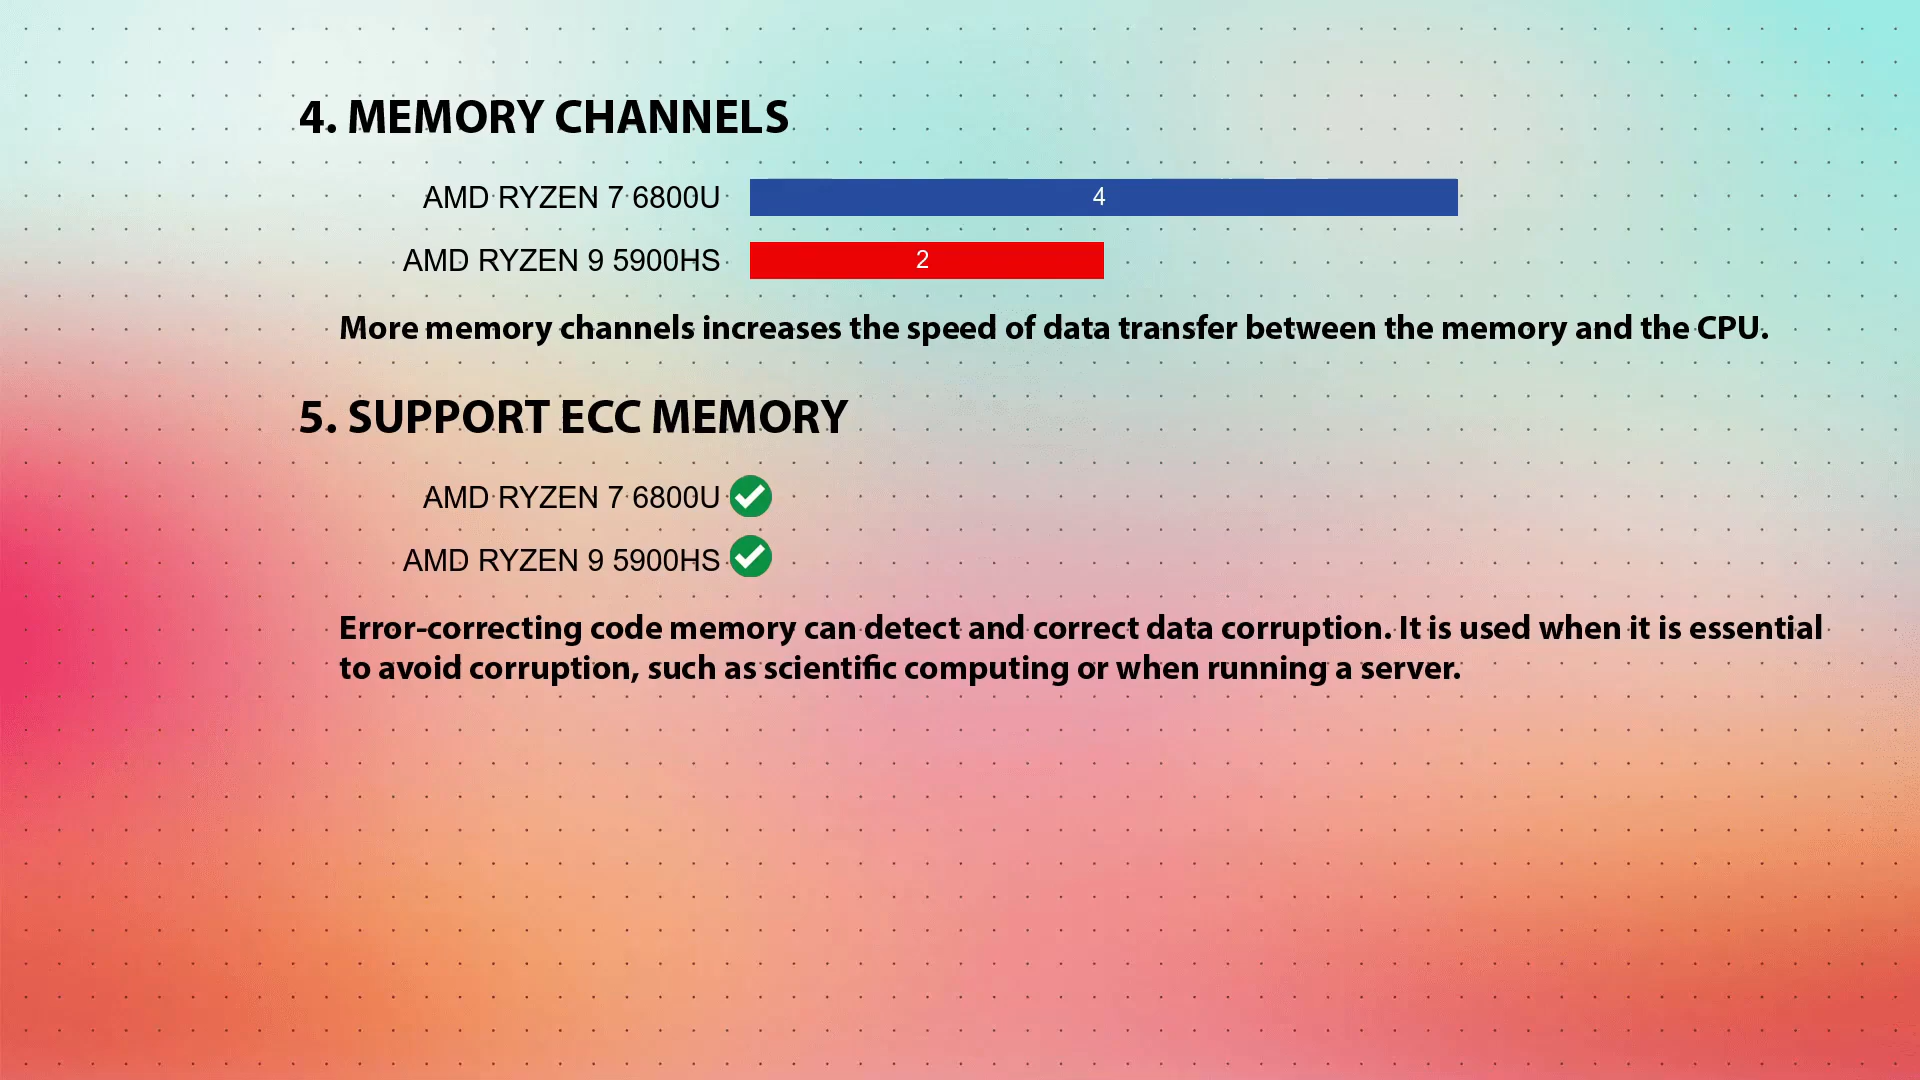 4. MEMORY CHANNELS
AMD RYZEN 7 6800U
4
AMD RYZEN 9 5900HS
2
More memory channels increases the speed of data transfer between the memory and the CPU.
5. SUPPORT ECC MEMORY
AMD RYZEN 7 6800U
AMD RYZEN 9 5900HS
Error-correcting code memory can detect and correct data corruption. It is used when it is essential
to avoid corruption, such as scientific computing or when running a server.